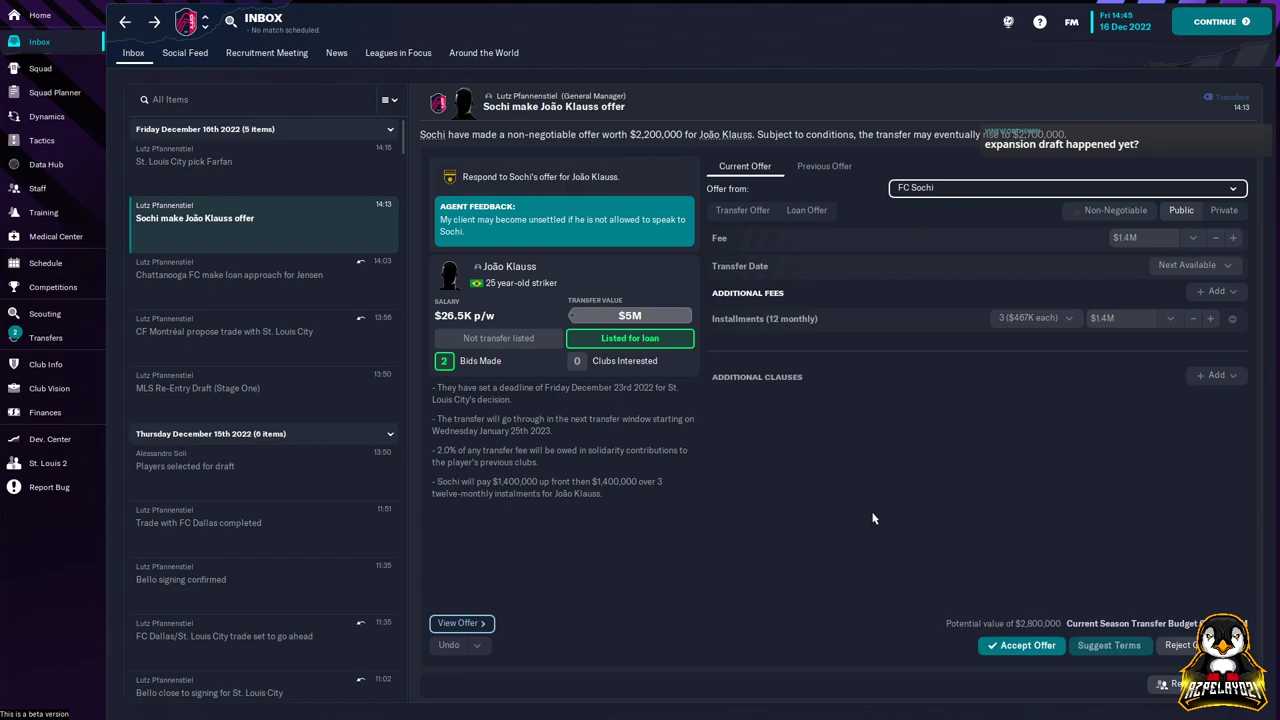 Home
Inbox
Squad
Squad Planner
Dynamics
Tactics
Data Hub
Staff
Training
Medical Center
Schedule
Competitions
Scouting
2
Transfers
Club Info
Club Vision
Finances
Dev. Center
St. Louis 2
Report Bug
This is a beta version
INBOX
- No match scheduled.
FM
Fri 14:45
16 Dec 2022
CONTINUE
Inbox
Social Feed
Recruitment Meeting
News
Leagues in Focus
Around the World
All Items
Friday December 16th 2022 (5 items)
Lutz Pfannenstiel 14:16
St. Louis City pick Farfan
Lutz Pfannenstiel 14:13
Sochi make João Klauss offer
Lutz Pfannenstiel 14:03
Chattanooga FC make loan approach for Jensen
Lutz Pfannenstiel 13:56
CF Montréal propose trade with St. Louis City
Lutz Pfannenstiel 13:50
MLS Re-Entry Draft (Stage One)
Thursday December 15th 2022 (6 items)
Alessandro Soli 13:50
Players selected for draft
Lutz Pfannenstiel 11:51
Trade with FC Dallas completed
Lutz Pfannenstiel 11:35
Bello signing confirmed
Lutz Pfannenstiel 11:35
FC Dallas/St. Louis City trade set to go ahead
Lutz Pfannenstiel 11:02
Bello close to signing for St. Louis City
Lutz Pfannenstiel (General Manager)
Sochi make João Klauss offer
Transfers
14:13
Sochi have made a non-negotiable offer worth $2,200,000 for João Klauss. Subject to conditions, the transfer may eventually rise to $2,700,000.
expansion draft happened yet?
Respond to Sochi's offer for João Klauss.
AGENT FEEDBACK:
My client may become unsettled if he is not allowed to speak to
Sochi.
João Klauss
25 year-old striker
SALARY
TRANSFER VALUE
$26.5K p/w
$5M
Not transfer listed
Listed for loan
2 Bids Made
0 Clubs Interested
- They have set a deadline of Friday December 23rd 2022 for St.
Louis City's decision.
- The transfer will go through in the next transfer window starting on
Wednesday January 25th 2023.
- 2.0% of any transfer fee will be owed in solidarity contributions to
the player's previous clubs.
- Sochi will pay $1,400,000 up front then $1,400,000 over 3
twelve-monthly instalments for João Klauss.
View Offer
Undo
Current Offer
Previous Offer
Offer from:
FC Sochi
Transfer Offer
Loan Offer
Non-Negotiable
Public
Private
Fee
$1.4M
Transfer Date
Next Available
ADDITIONAL FEES
+ Add
Installments (12 monthly)
3 ($467K each)
$1.4M
ADDITIONAL CLAUSES
+ Add
Potential value of $2,800,000
Current Season Transfer Budget
Accept Offer
Suggest Terms
Reject
AZPELAYO21